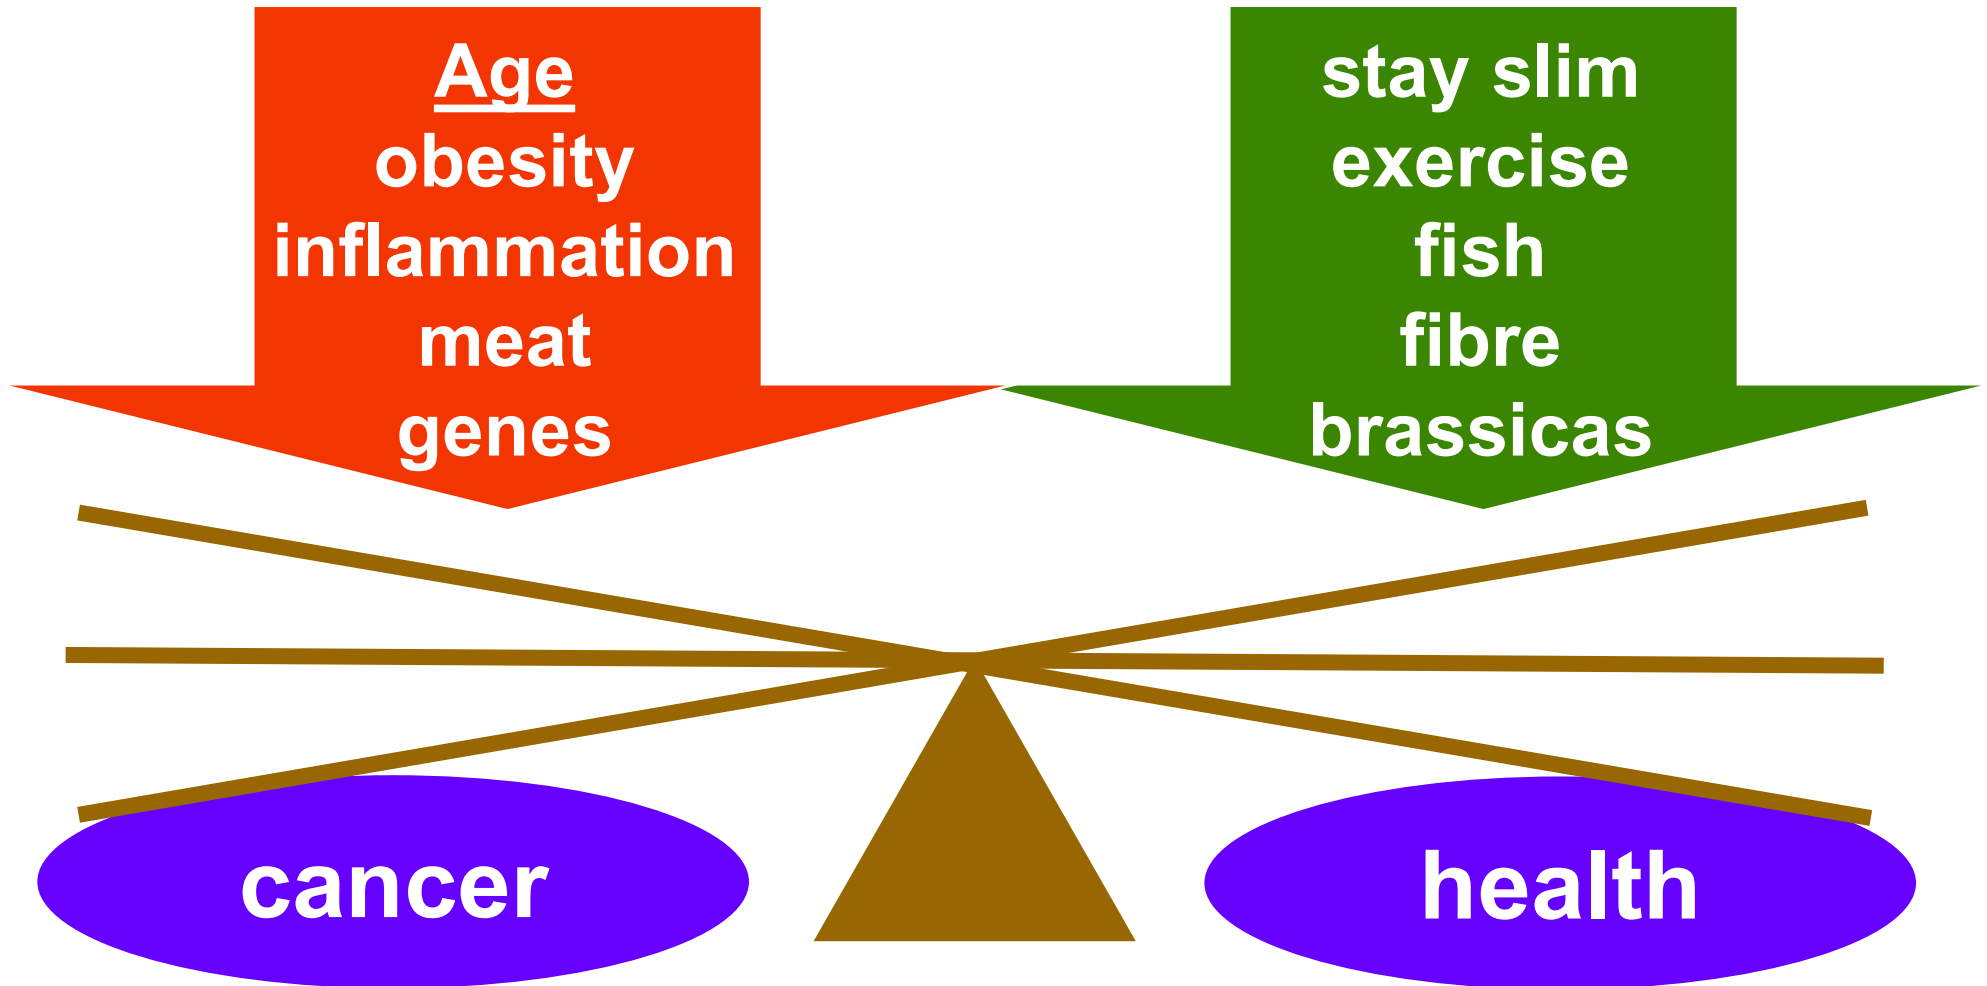 Age
obesity
inflammation
meat
genes
stay slim
exercise
fish
fibre
brassicas
cancer
health